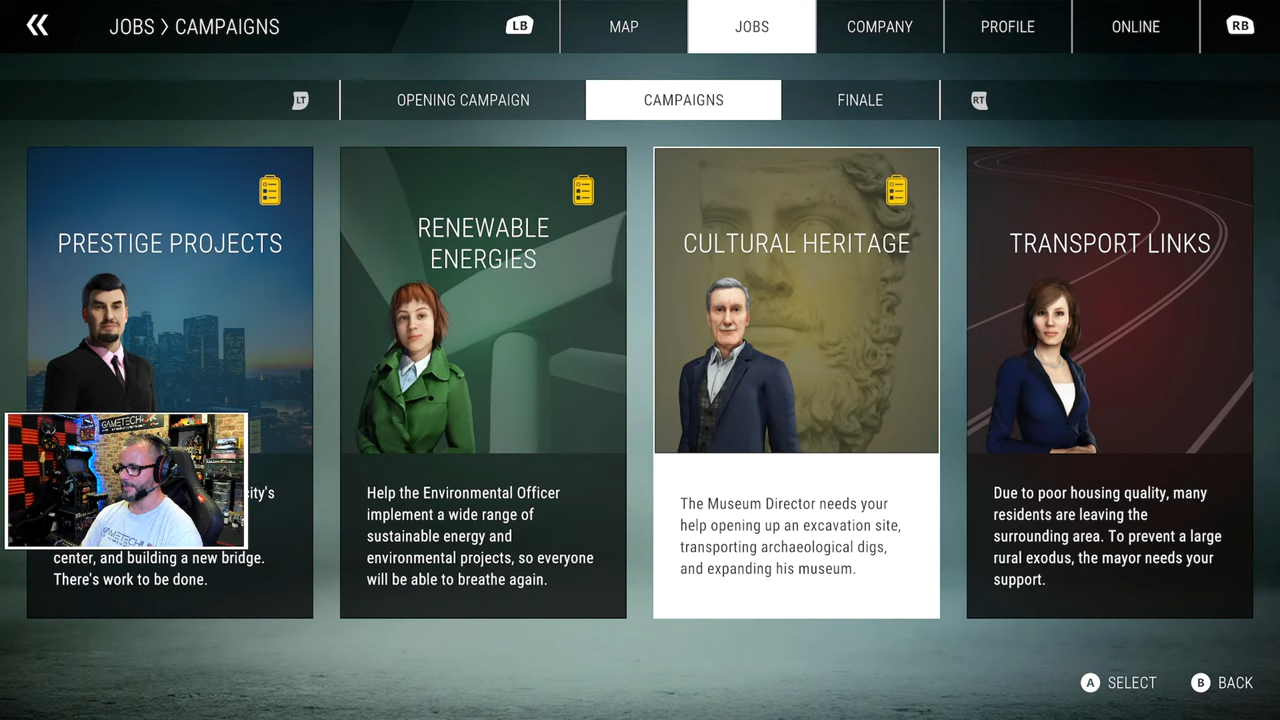 JOBS > CAMPAIGNS
LB
MAP
JOBS
COMPANY
PROFILE
ONLINE
RB
LT
OPENING CAMPAIGN
CAMPAIGNS
FINALE
RT
PRESTIGE PROJECTS
city's
center, and building a new bridge.
There's work to be done.
RENEWABLE
ENERGIES
Help the Environmental Officer
implement a wide range of
sustainable energy and
environmental projects, so everyone
will be able to breathe again.
CULTURAL HERITAGE
The Museum Director needs your
help opening up an excavation site,
transporting archaeological digs,
and expanding his museum.
TRANSPORT LINKS
Due to poor housing quality, many
residents are leaving the
surrounding area. To prevent a large
rural exodus, the mayor needs your
support.
GAMETECH
GAMETECH
A SELECT
B BACK